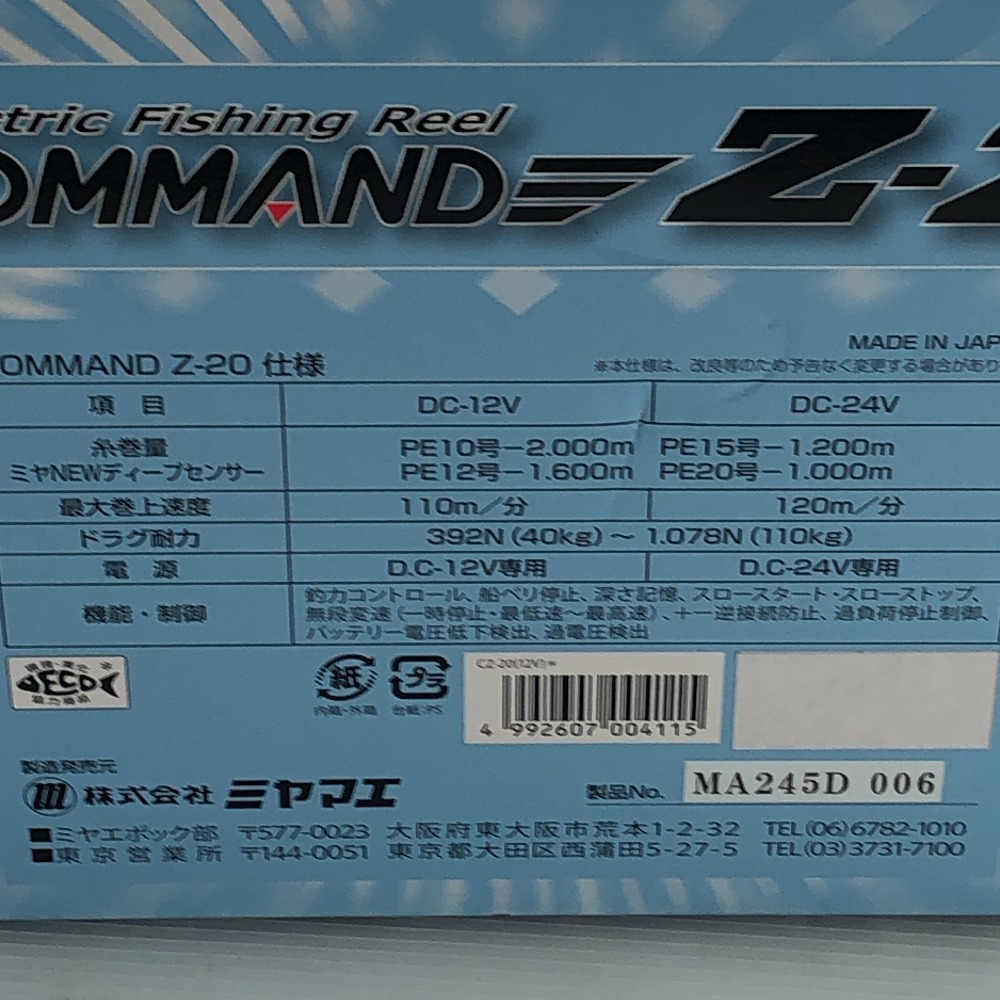 ctric Fishing Reel
OMMAND Z-2
MADE IN JAP
OMMAND Z-20 仕様
※本仕様は、改良等のため予告なく変更する場合があり
項 目 DC-12V DC-24V
糸巻量 PE10号－2.000m PE15号－1.200m
ミヤNEWディープセンサー PE12号－1.600m PE20号－1.000m
最大巻上速度 110m／分 120m／分
ドラグ耐力 392N(40kg)～1.078N(110kg)
電 源 D.C-12V専用 D.C-24V専用
機能・制御 釣力コントロール、船ベリ停止、深さ記憶、スロースタート・スローストップ、
無段変速(一時停止・最低速～最高速)、＋－逆接続防止、過負荷停止制御、
バッテリー電圧低下検出、過電圧検出
CZ-20(12V)*
紙 プラ
内箱・外箱 台紙:PS
4 992607 004115
製造発売元
株式会社 ミヤマエ
製品No. MA245D 006
■ミヤエポック部 〒577-0023 大阪府東大阪市荒本1-2-32 TEL(06)6782-1010
■東京営業所 〒144-0051 東京都大田区西蒲田5-27-5 TEL(03)3731-7100